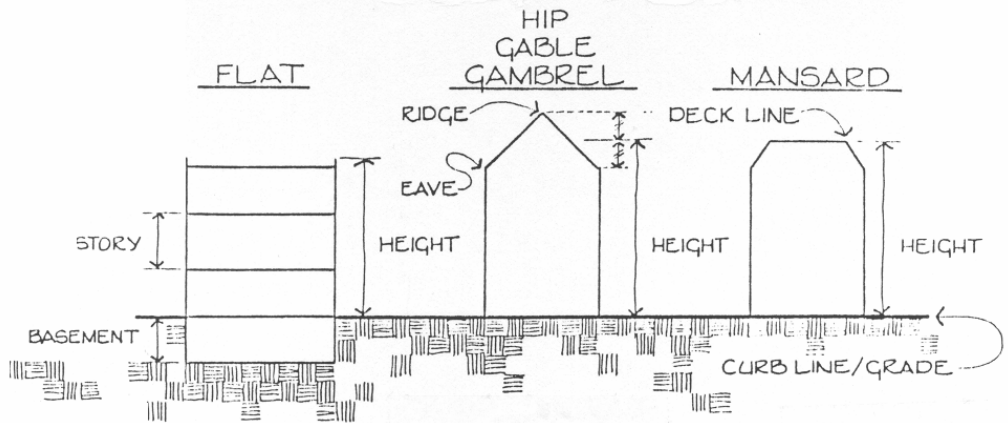 FLAT
HIP
GABLE
GAMBREL
MANSARD
RIDGE
DECK LINE
EAVE
STORY
HEIGHT
HEIGHT
HEIGHT
BASEMENT
CURB LINE/GRADE